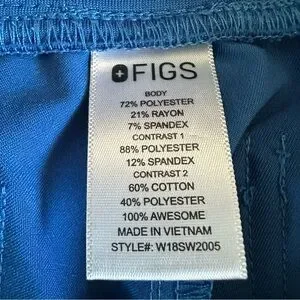 FIGS
BODY
72% POLYESTER
21% RAYON
7% SPANDEX
CONTRAST 1
88% POLYESTER
12% SPANDEX
CONTRAST 2
60% COTTON
40% POLYESTER
100% AWESOME
MADE IN VIETNAM
STYLE#: W18SW2005